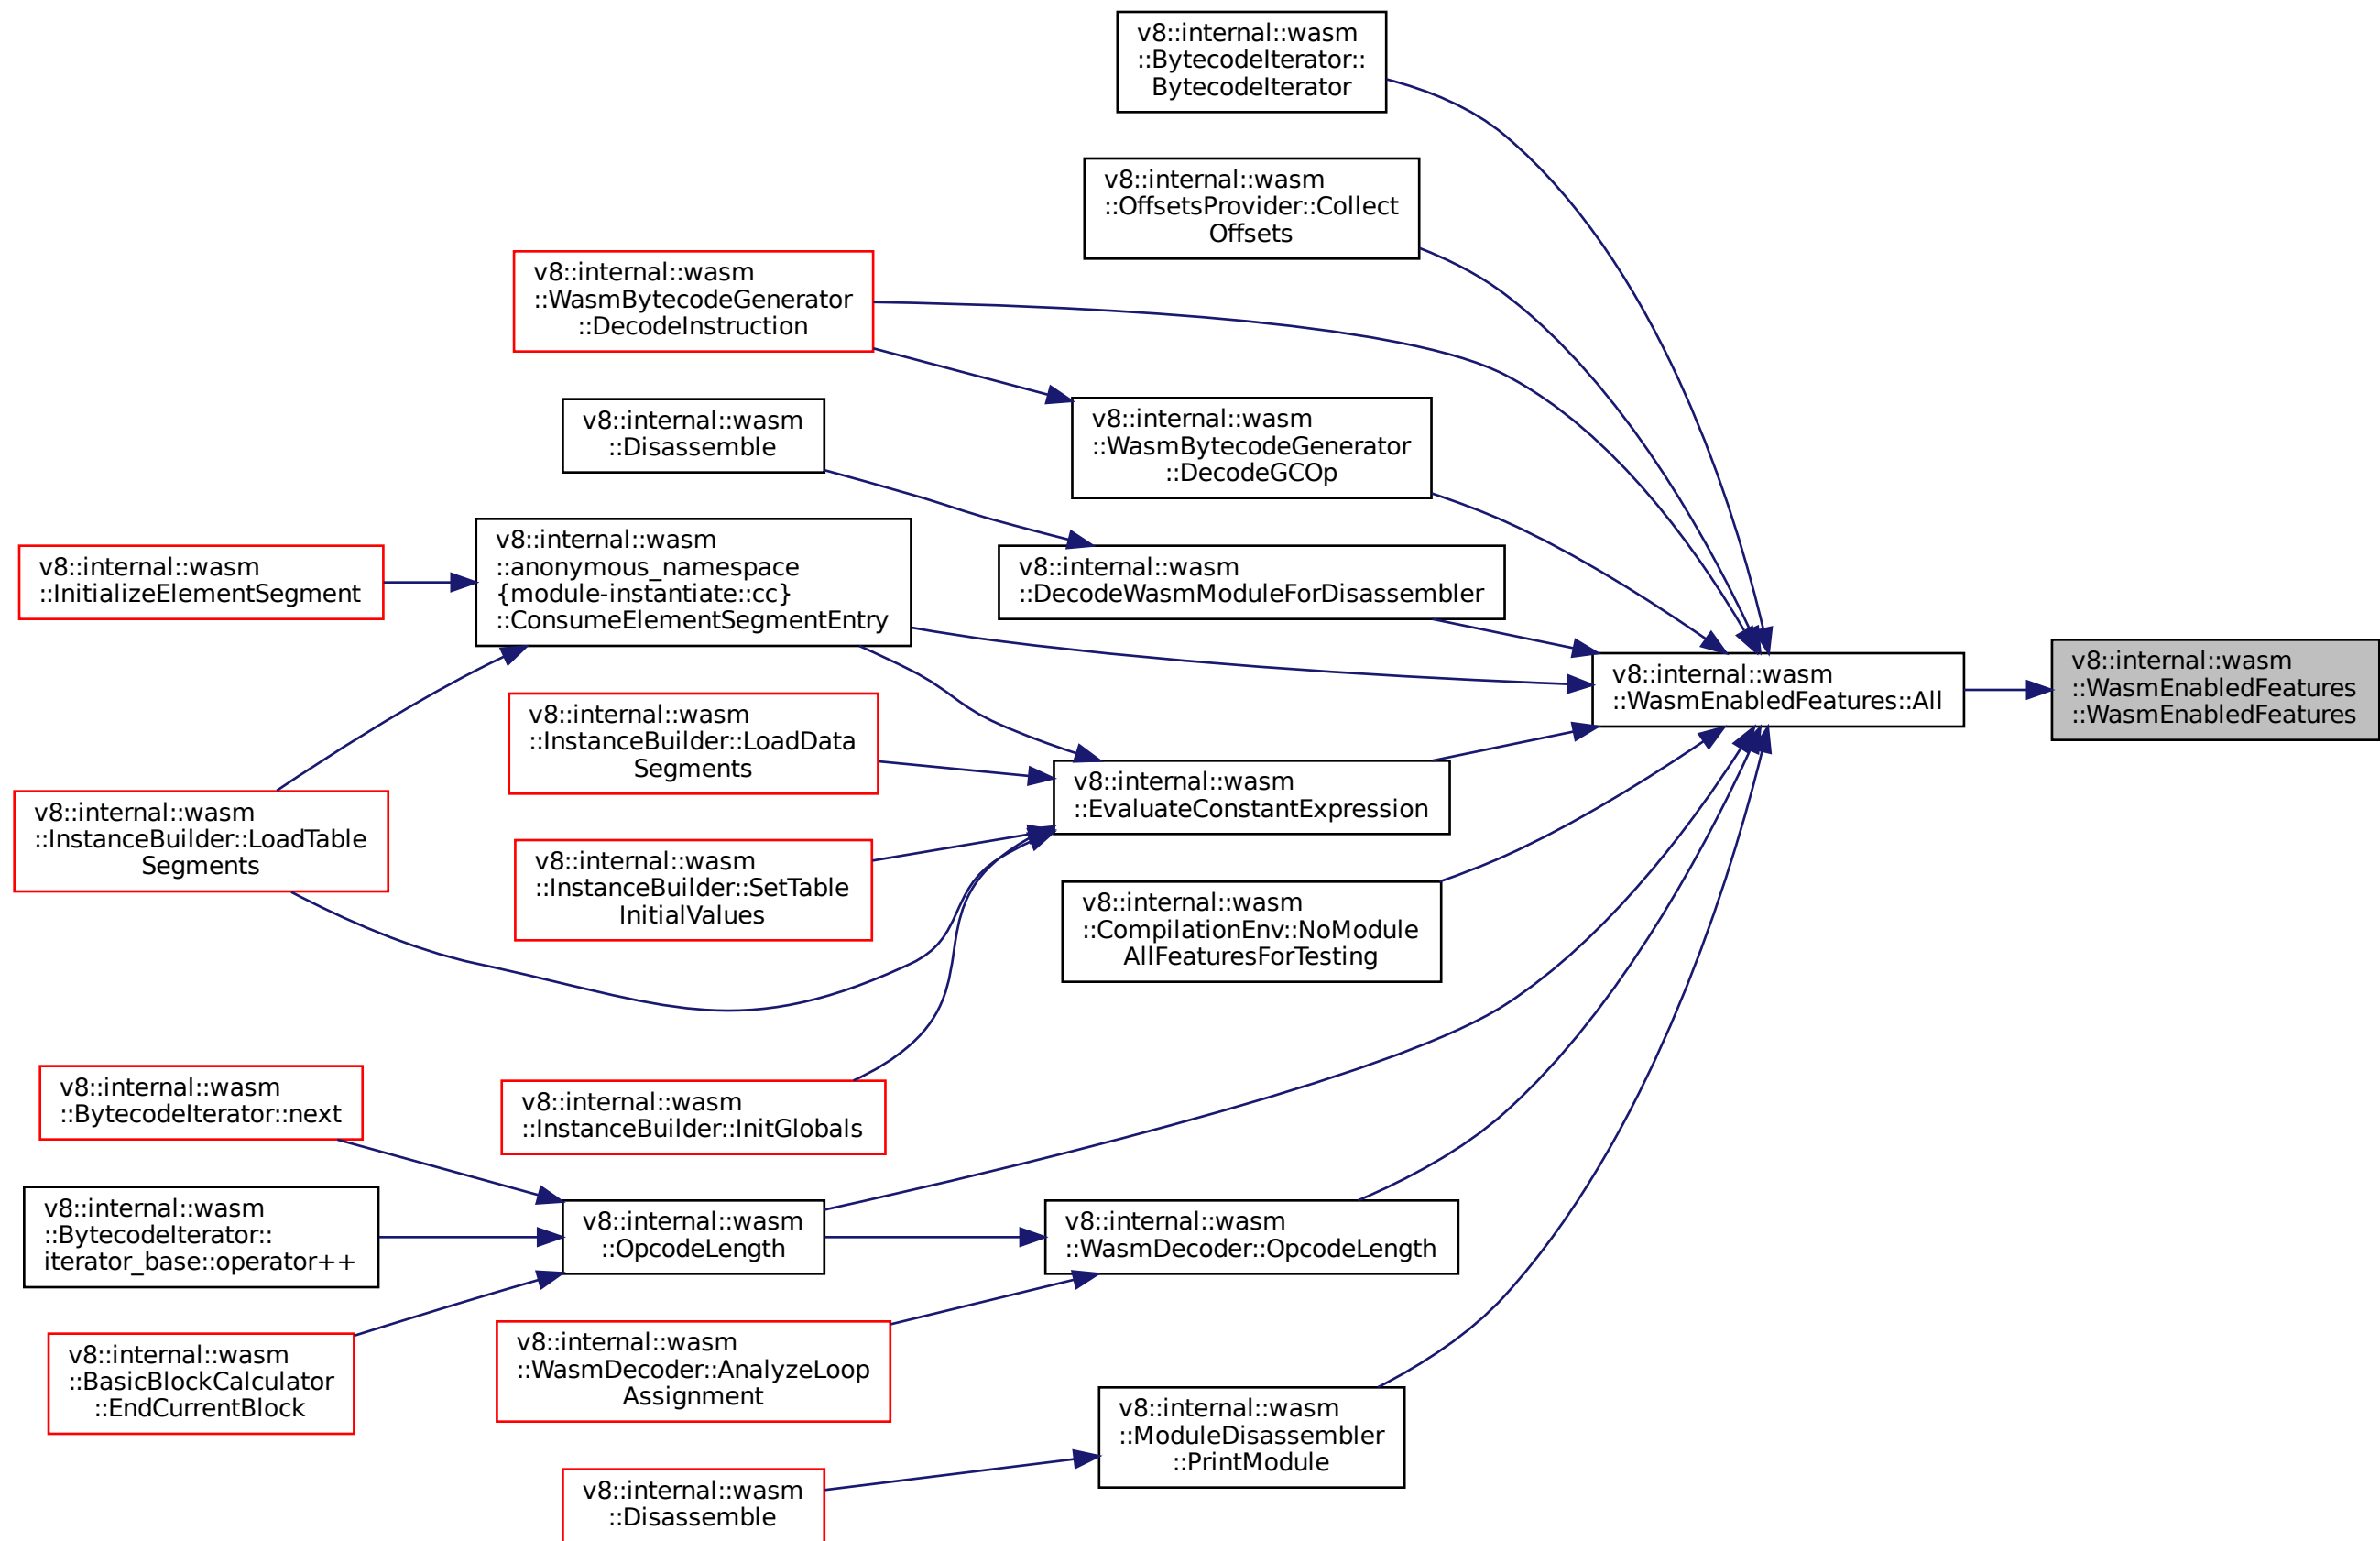 v8::internal::wasm
::BytecodeIterator::
BytecodeIterator
v8::internal::wasm
::OffsetsProvider::Collect
Offsets
v8::internal::wasm
::WasmBytecodeGenerator
::DecodeInstruction
v8::internal::wasm
::Disassemble
v8::internal::wasm
::WasmBytecodeGenerator
::DecodeGCOp
v8::internal::wasm
::anonymous_namespace
{module-instantiate::cc}
::ConsumeElementSegmentEntry
v8::internal::wasm
::InitializeElementSegment
v8::internal::wasm
::DecodeWasmModuleForDisassembler
v8::internal::wasm
::WasmEnabledFeatures::All
v8::internal::wasm
::WasmEnabledFeatures
::WasmEnabledFeatures
v8::internal::wasm
::InstanceBuilder::LoadData
Segments
v8::internal::wasm
::EvaluateConstantExpression
v8::internal::wasm
::InstanceBuilder::LoadTable
Segments
v8::internal::wasm
::InstanceBuilder::SetTable
InitialValues
v8::internal::wasm
::CompilationEnv::NoModule
AllFeaturesForTesting
v8::internal::wasm
::BytecodeIterator::next
v8::internal::wasm
::InstanceBuilder::InitGlobals
v8::internal::wasm
::BytecodeIterator::
iterator_base::operator++
v8::internal::wasm
::OpcodeLength
v8::internal::wasm
::WasmDecoder::OpcodeLength
v8::internal::wasm
::BasicBlockCalculator
::EndCurrentBlock
v8::internal::wasm
::WasmDecoder::AnalyzeLoop
Assignment
v8::internal::wasm
::ModuleDisassembler
::PrintModule
v8::internal::wasm
::Disassemble